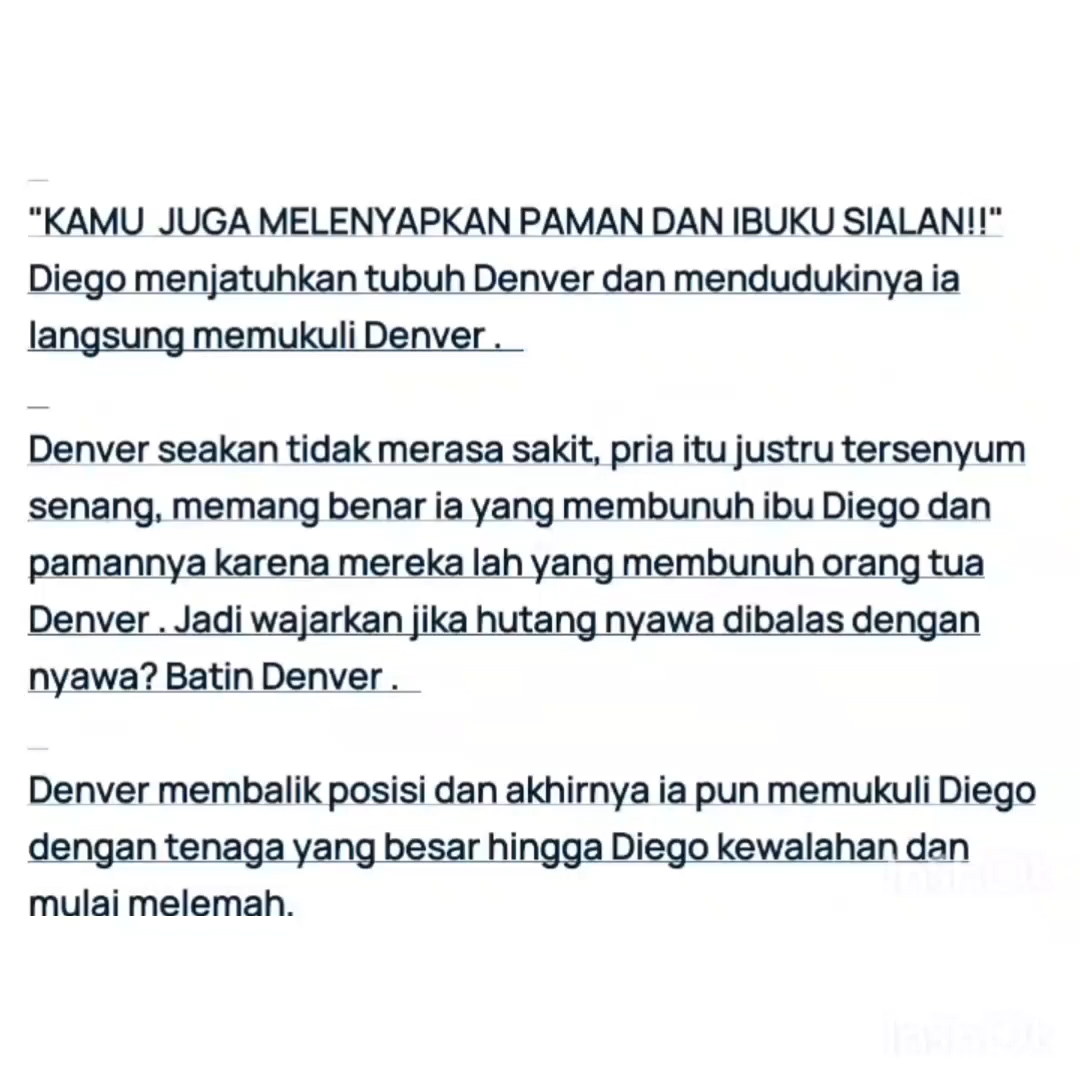 "KAMU JUGA MELENYAPKAN PAMAN DAN IBUKU SIALAN!!"
Diego menjatuhkan tubuh Denver dan mendudukinya ia
langsung memukuli Denver .
Denver seakan tidak merasa sakit, pria itu justru tersenyum
senang, memang benar ia yang membunuh ibu Diego dan
pamannya karena mereka lah yang membunuh orang tua
Denver . Jadi wajarkan jika hutang nyawa dibalas dengan
nyawa? Batin Denver .
Denver membalik posisi dan akhirnya ia pun memukuli Diego
dengan tenaga yang besar hingga Diego kewalahan dan
mulai melemah.